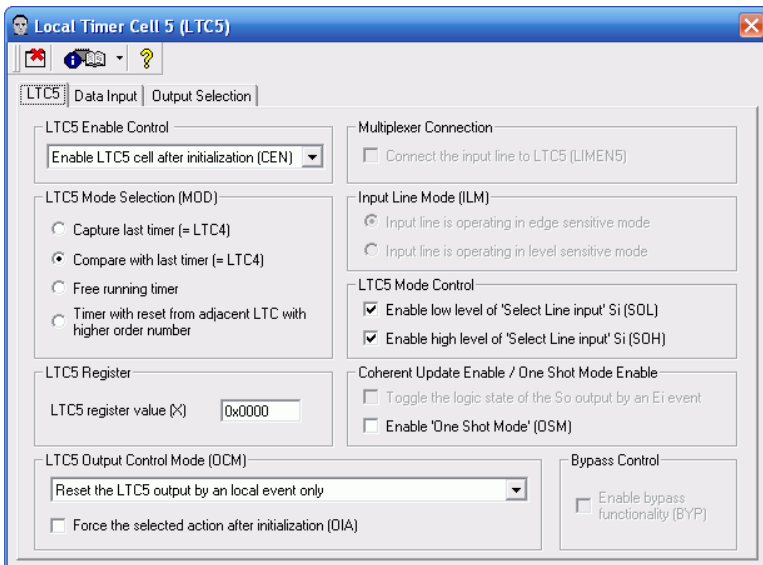 Local Timer Cell 5 (LTC5)
LTC5
Data Input
Output Selection
LTC5 Enable Control
Enable LTC5 cell after initialization (CEN)
LTC5 Mode Selection (MOD)
Capture last timer (= LTC4)
Compare with last timer (= LTC4)
Free running timer
Timer with reset from adjacent LTC with
higher order number
LTC5 Register
LTC5 register value (X)
0x0000
Multiplexer Connection
Connect the input line to LTC5 (LIMEN5)
Input Line Mode (ILM)
Input line is operating in edge sensitive mode
Input line is operating in level sensitive mode
LTC5 Mode Control
Enable low level of 'Select Line input' Si (SOL)
Enable high level of 'Select Line input' Si (SOH)
Coherent Update Enable / One Shot Mode Enable
Toggle the logic state of the So output by an Ei event
Enable 'One Shot Mode' (OSM)
LTC5 Output Control Mode (OCM)
Reset the LTC5 output by an local event only
Force the selected action after initialization (OIA)
Bypass Control
Enable bypass
functionality (BYP)